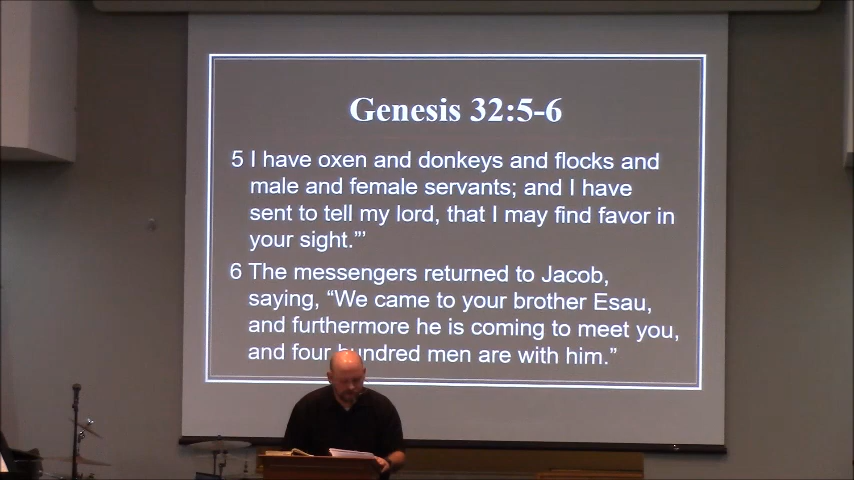 Genesis 32:5-6
5 I have oxen and donkeys and flocks and
male and female servants; and I have
sent to tell my lord, that I may find favor in
your sight.”’
6 The messengers returned to Jacob,
saying, “We came to your brother Esau,
and furthermore he is coming to meet you,
and four hundred men are with him.”